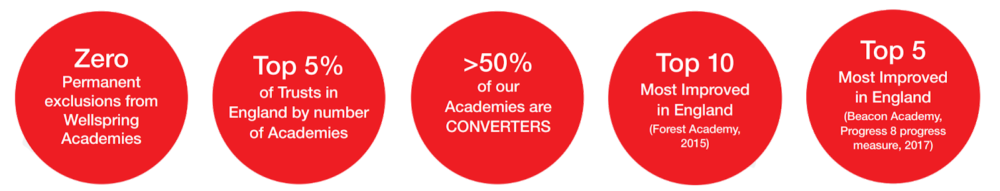 Zero
Permanent
exclusions from
Wellspring
Academies
Top 5%
of Trusts in
England by number
of Academies
>50%
of our
Academies are
CONVERTERS
Top 10
Most Improved
in England
(Forest Academy,
2015)
Top 5
Most Improved
in England
(Beacon Academy,
Progress 8 progress
measure, 2017)